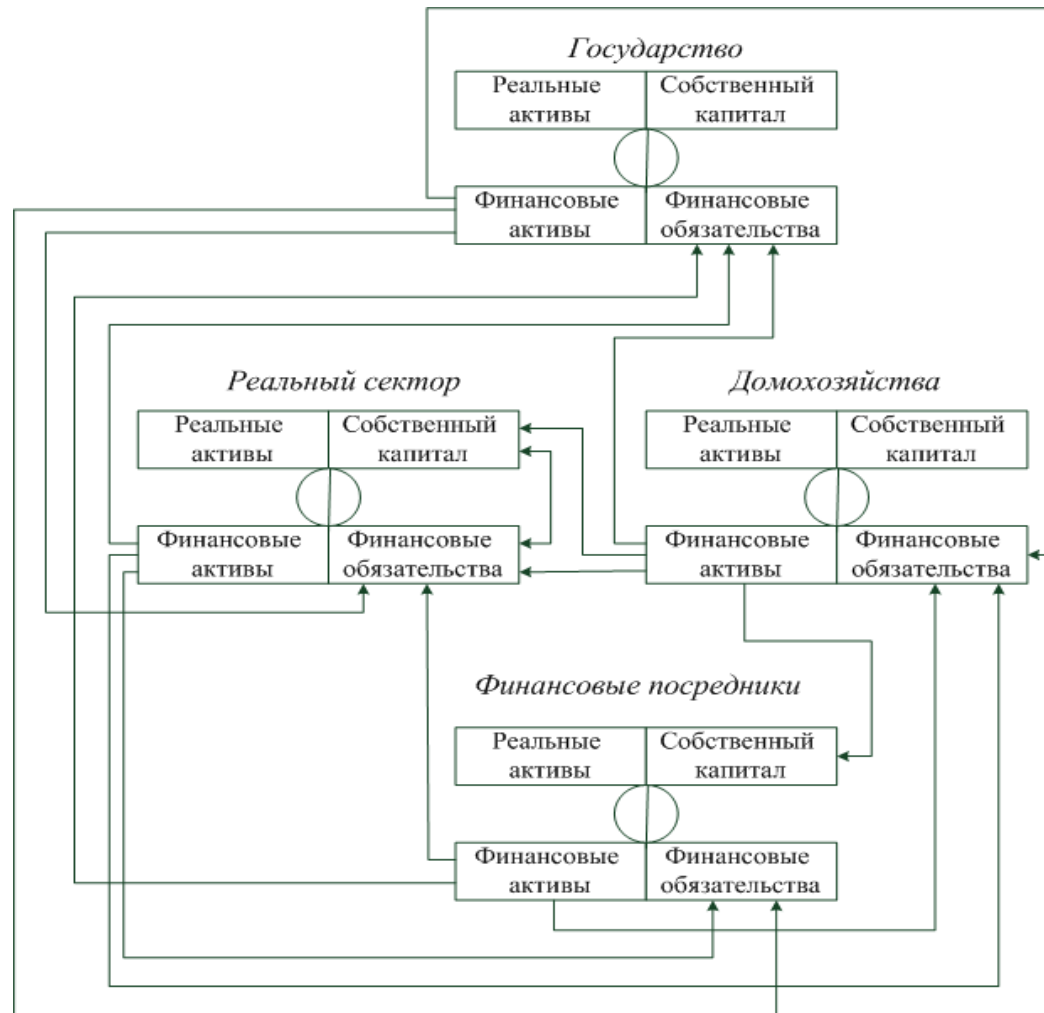 Государство
Реальные
активы
Собственный
капитал
Финансовые
активы
Финансовые
обязательства
Реальный сектор
Реальные
активы
Собственный
капитал
Финансовые
активы
Финансовые
обязательства
Домохозяйства
Реальные
активы
Собственный
капитал
Финансовые
активы
Финансовые
обязательства
Финансовые посредники
Реальные
активы
Собственный
капитал
Финансовые
активы
Финансовые
обязательства